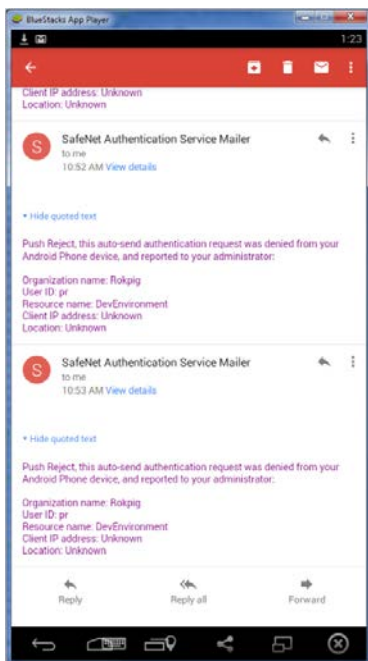 BlueStacks App Player
1:23
Client IP address: Unknown
Location: Unknown
S
SafeNet Authentication Service Mailer
to me
10:52 AM View details
• Hide quoted text
Push Reject, this auto-send authentication request was denied from your
Android Phone device, and reported to your administrator:
Organization name: Rokpig
User ID: pr
Resource name: DevEnvironment
Client IP address: Unknown
Location: Unknown
S
SafeNet Authentication Service Mailer
to me
10:53 AM View details
• Hide quoted text
Push Reject, this auto-send authentication request was denied from your
Android Phone device, and reported to your administrator:
Organization name: Rokpig
User ID: pr
Resource name: DevEnvironment
Client IP address: Unknown
Location: Unknown
Reply
Reply all
Forward